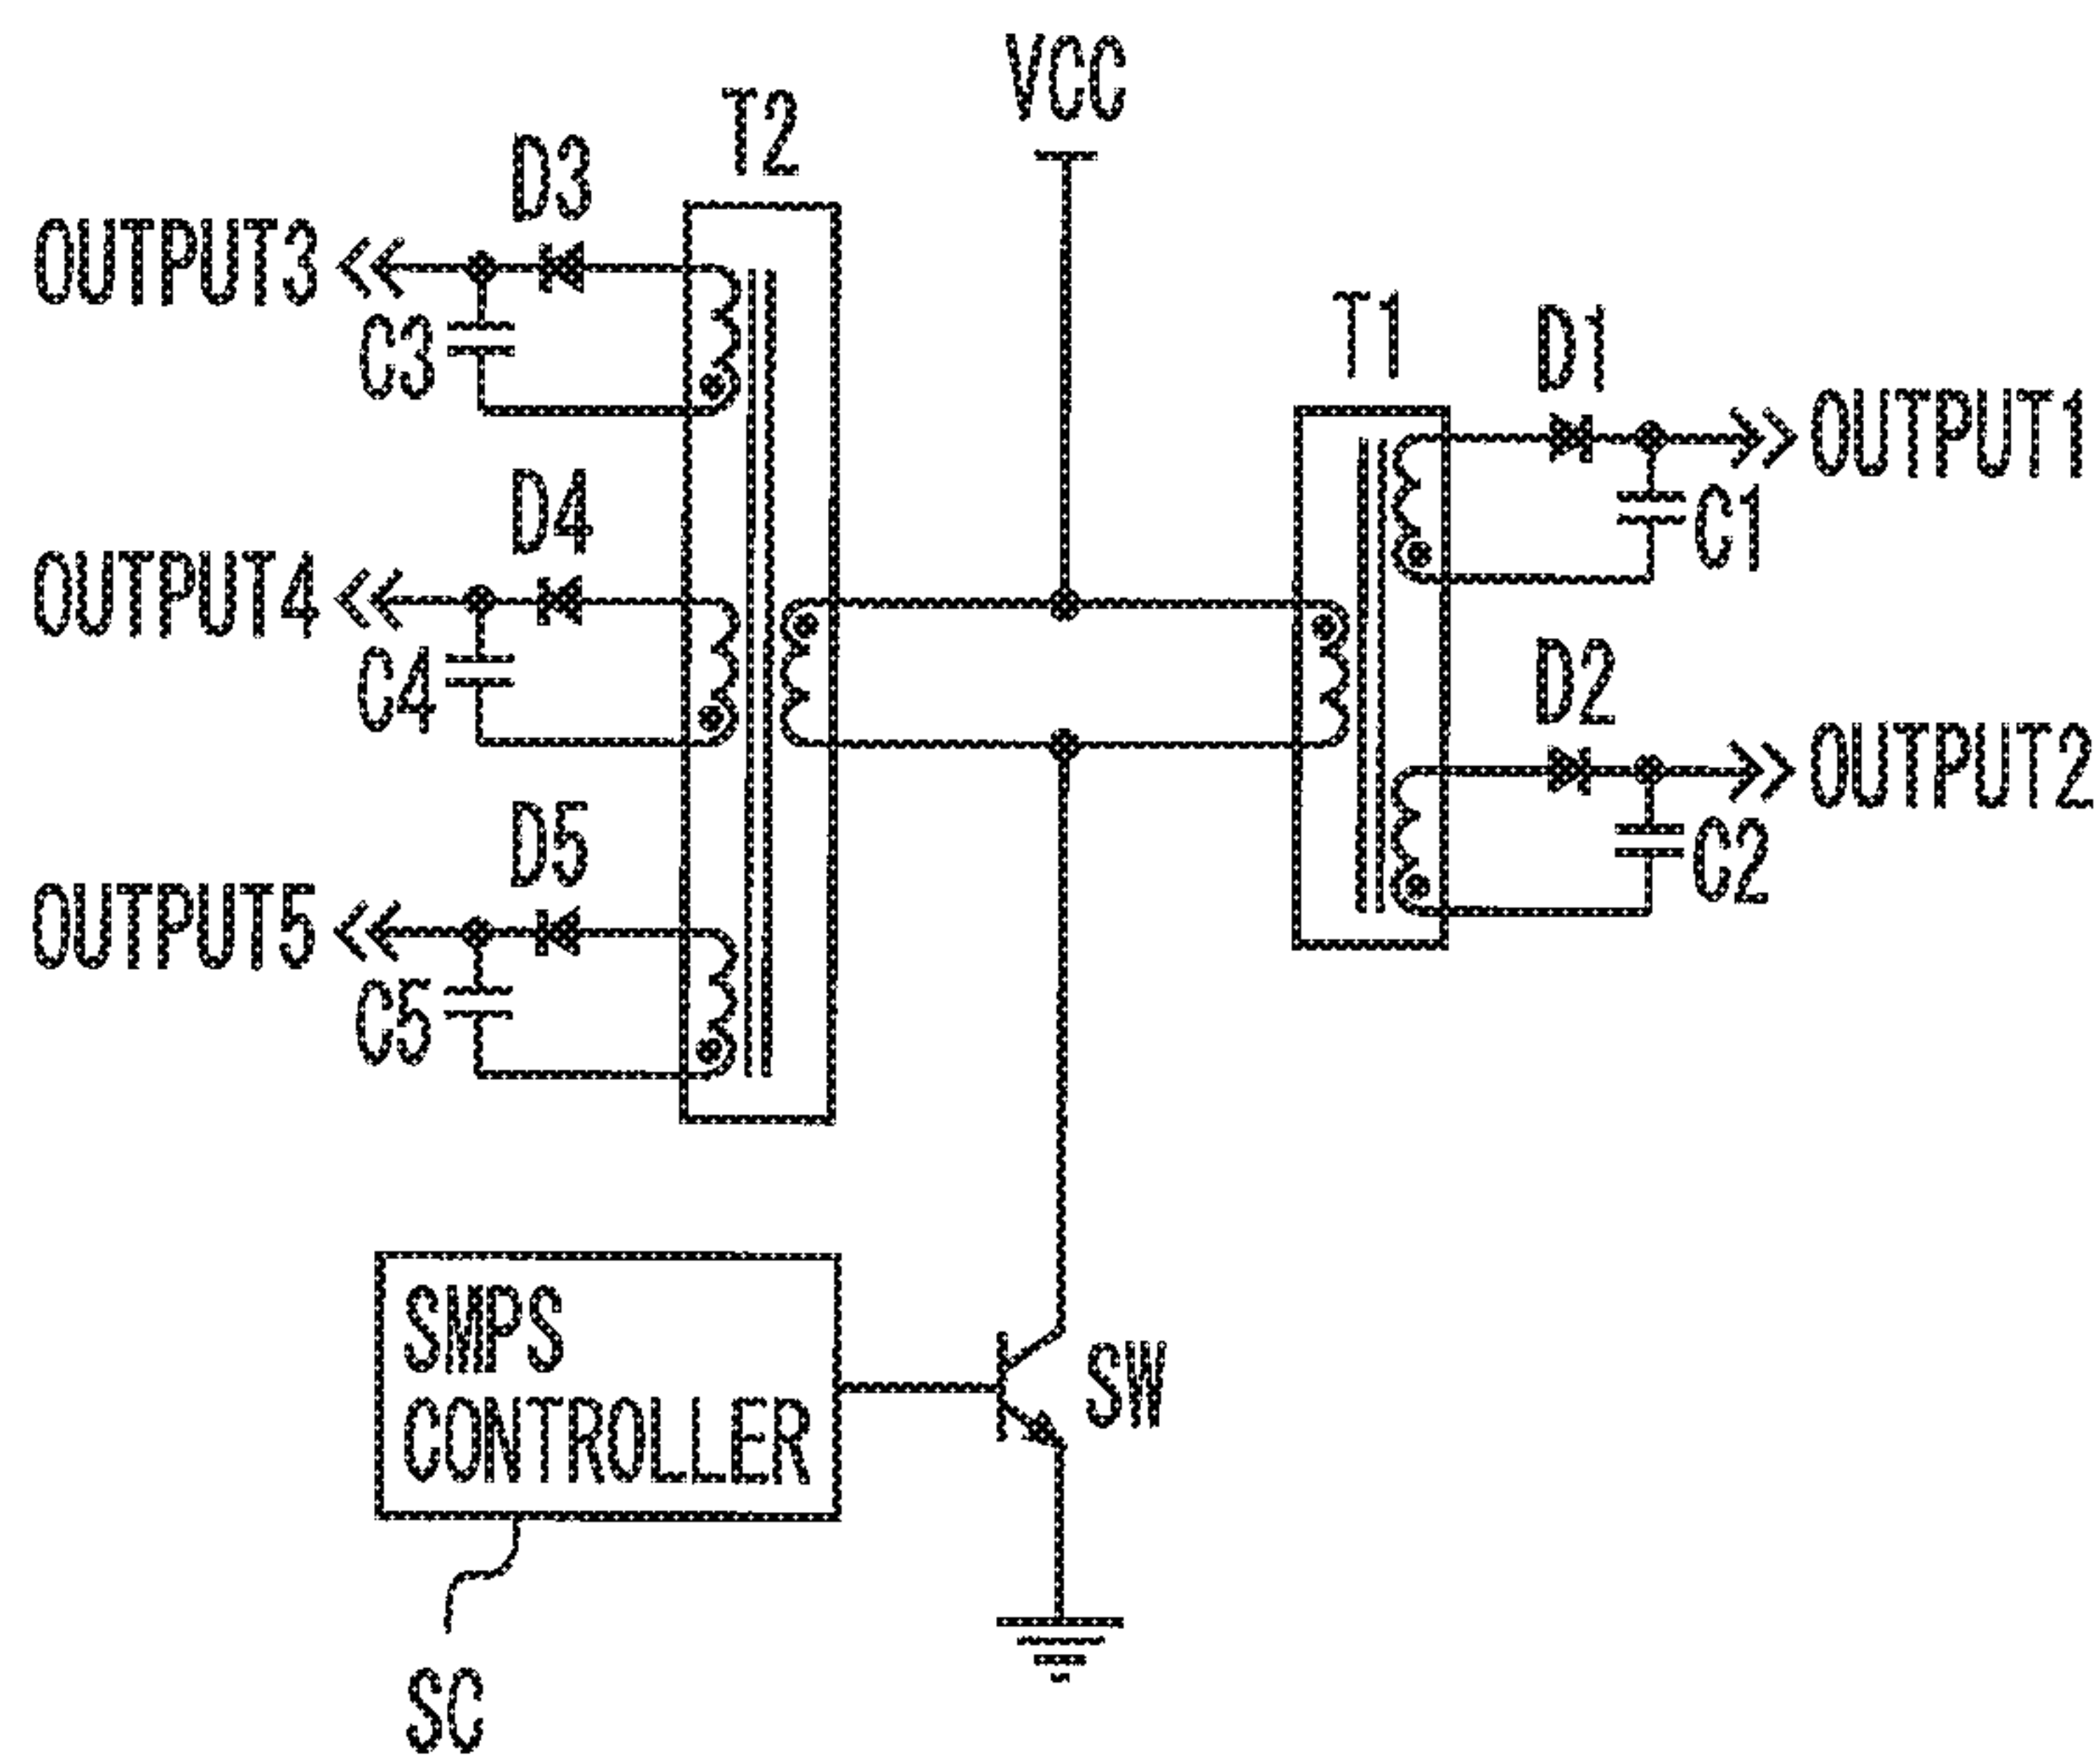 VCC
T2
D3
OUTPUT3
C3
T1
D1
OUTPUT1
C1
D4
OUTPUT4
C4
D2
OUTPUT2
C2
D5
OUTPUT5
C5
SMPS
CONTROLLER
SW
SC